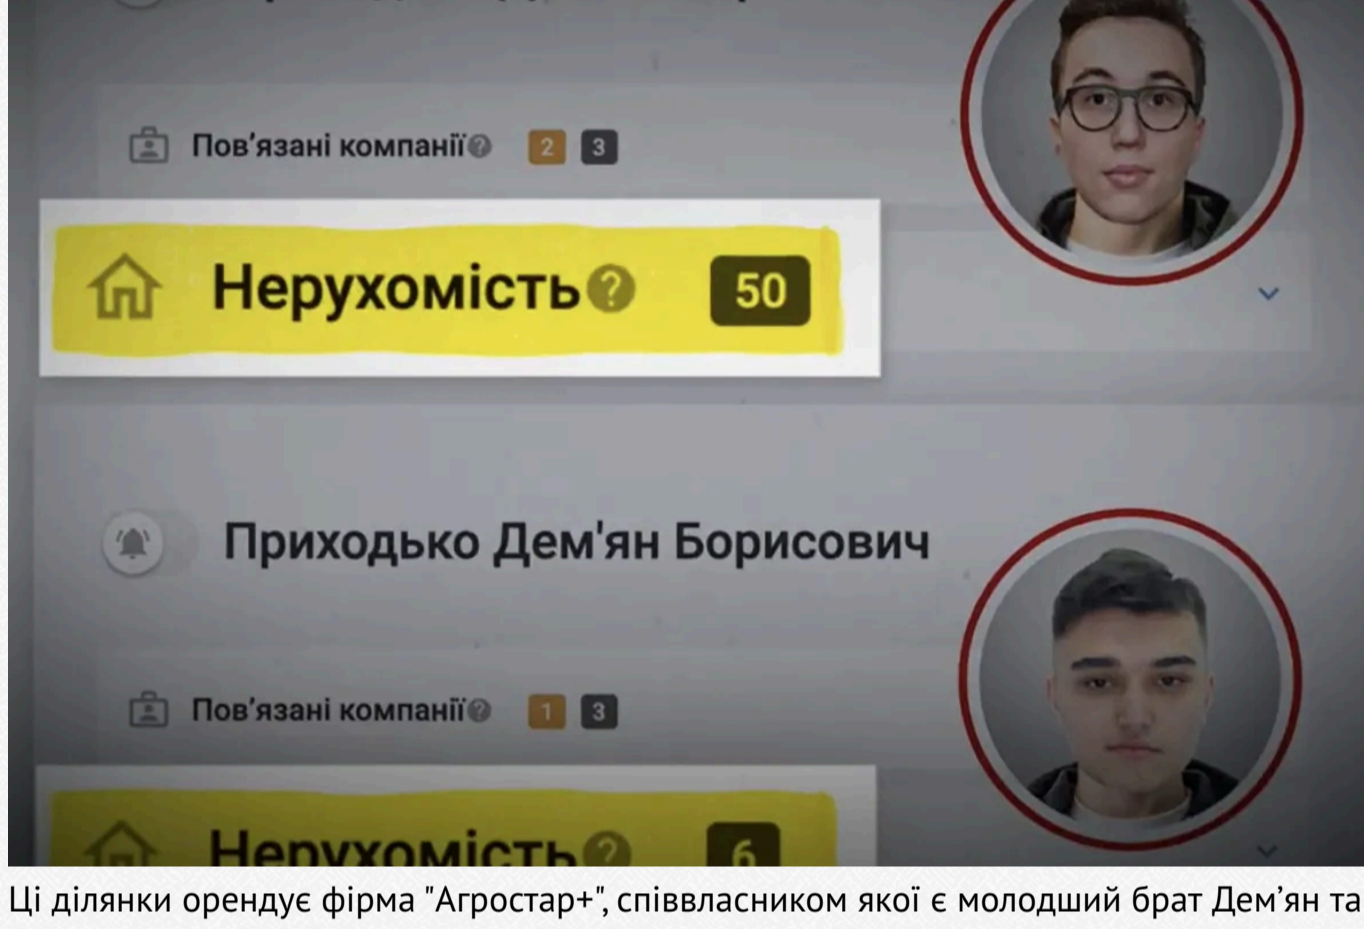 Пов'язані компанії ? 2 3
Нерухомість ? 50
Приходько Дем'ян Борисович
Пов'язані компанії ? 1 3
Нерухомість ? 6
Ці ділянки орендує фірма "Агростар+", співвласником якої є молодший брат Дем’ян та